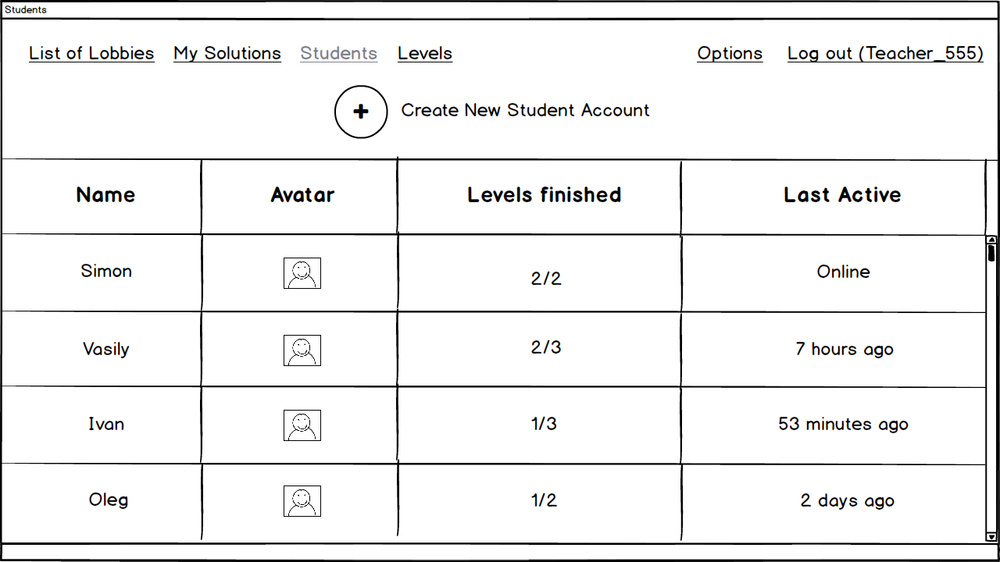 Students
List of Lobbies My Solutions Students Levels Options Log out (Teacher_555)
+ Create New Student Account
Name Avatar Levels finished Last Active
Simon 2/2 Online
Vasily 2/3 7 hours ago
Ivan 1/3 53 minutes ago
Oleg 1/2 2 days ago